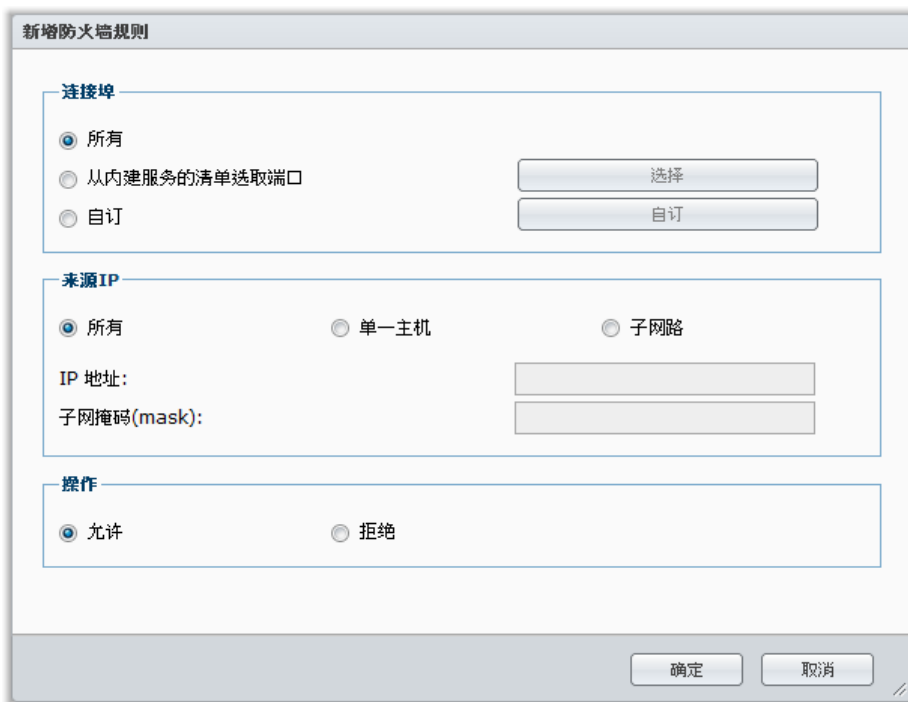 新增防火墙规则
连接埠
所有
从内建服务的清单选取端口
选择
自订
自订
来源IP
所有 单一主机 子网路
IP 地址:
子网掩码(mask):
操作
允许 拒绝
确定 取消